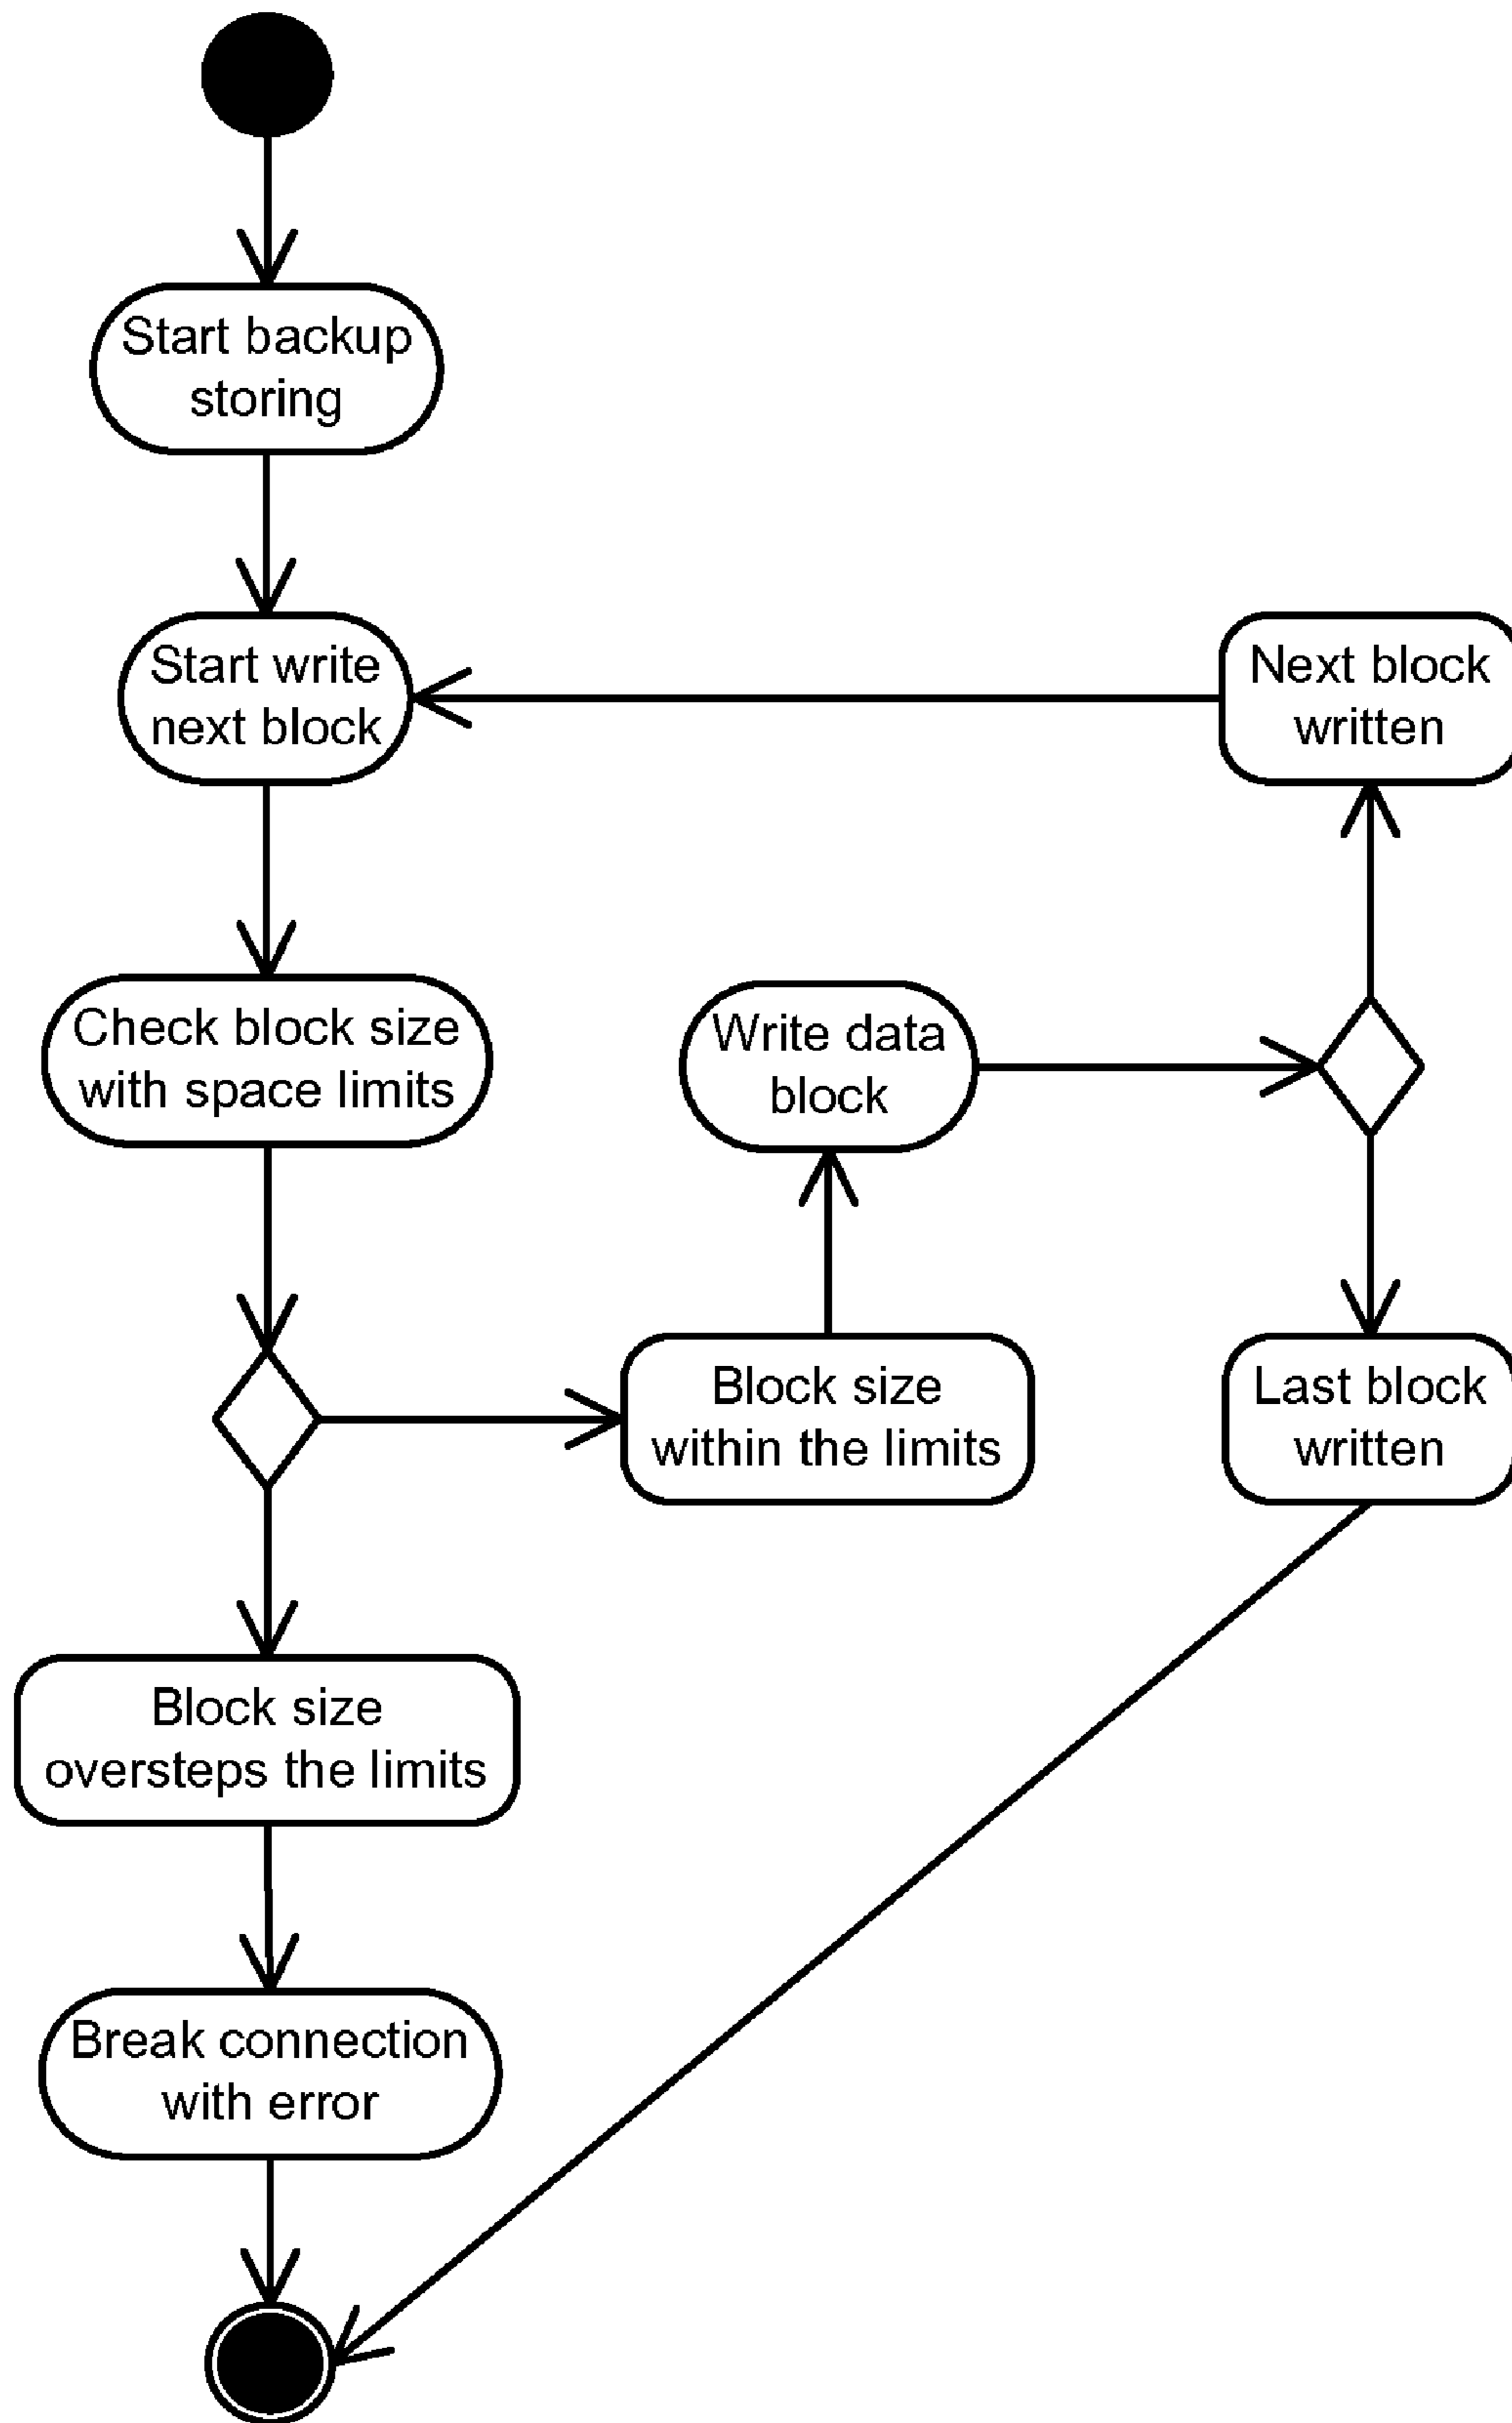 Start backup
storing
Start write
next block
Next block
written
Check block size
with space limits
Write data
block
Block size
within the limits
Last block
written
Block size
oversteps the limits
Break connection
with error